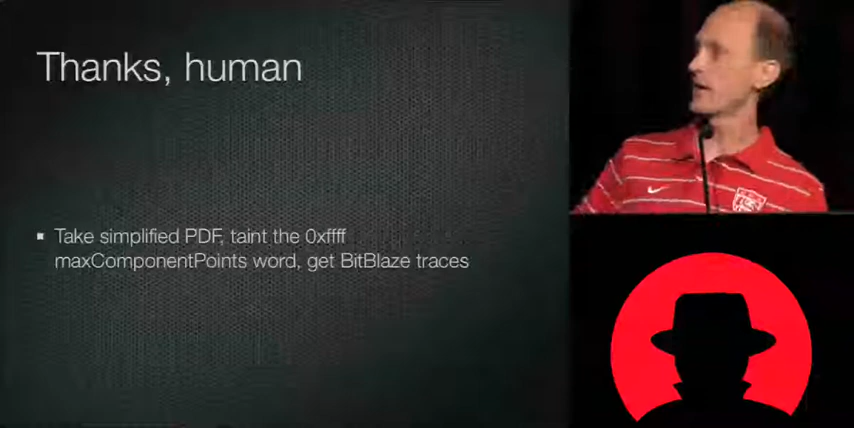 Thanks, human
Take simplified PDF, taint the 0xffff
maxComponentPoints word, get BitBlaze traces